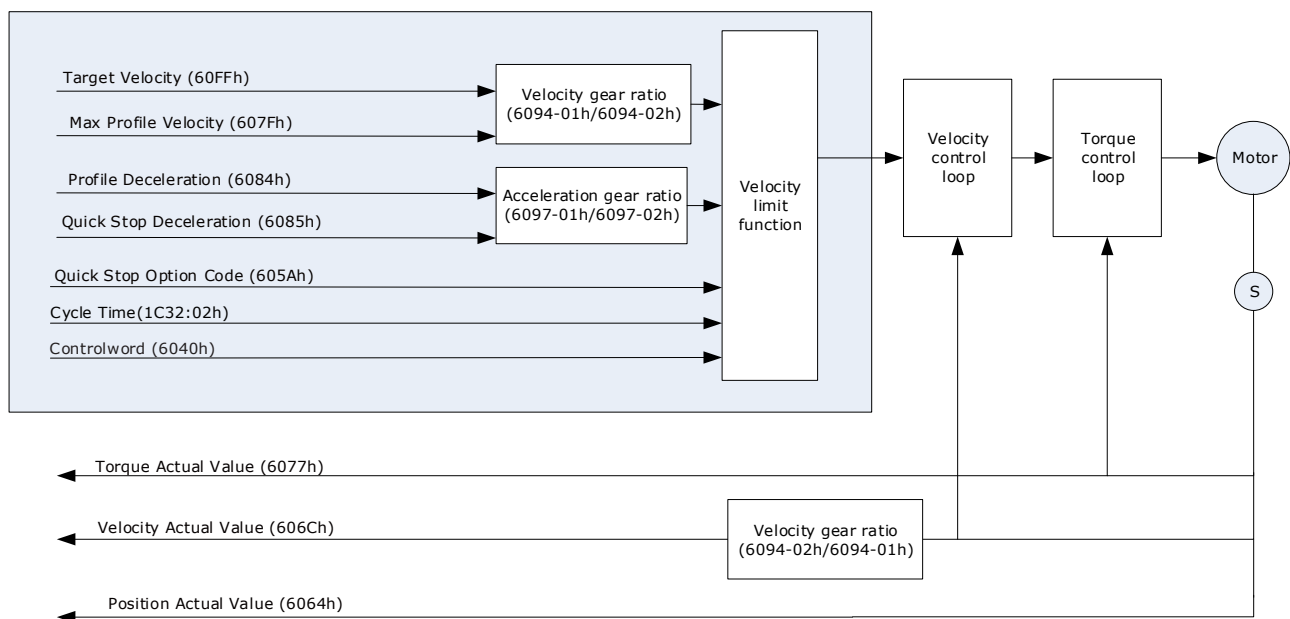 Target Velocity (60FFh)
Max Profile Velocity (607Fh)
Velocity gear ratio
(6094-01h/6094-02h)
Profile Deceleration (6084h)
Quick Stop Deceleration (6085h)
Acceleration gear ratio
(6097-01h/6097-02h)
Quick Stop Option Code (605Ah)
Cycle Time(1C32:02h)
Controlword (6040h)
Velocity
limit
function
Velocity
control
loop
Torque
control
loop
Motor
S
Torque Actual Value (6077h)
Velocity Actual Value (606Ch)
Velocity gear ratio
(6094-02h/6094-01h)
Position Actual Value (6064h)